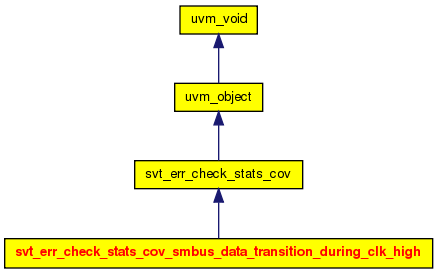 uvm_void
uvm_object
svt_err_check_stats_cov
svt_err_check_stats_cov_smbus_data_transition_during_clk_high